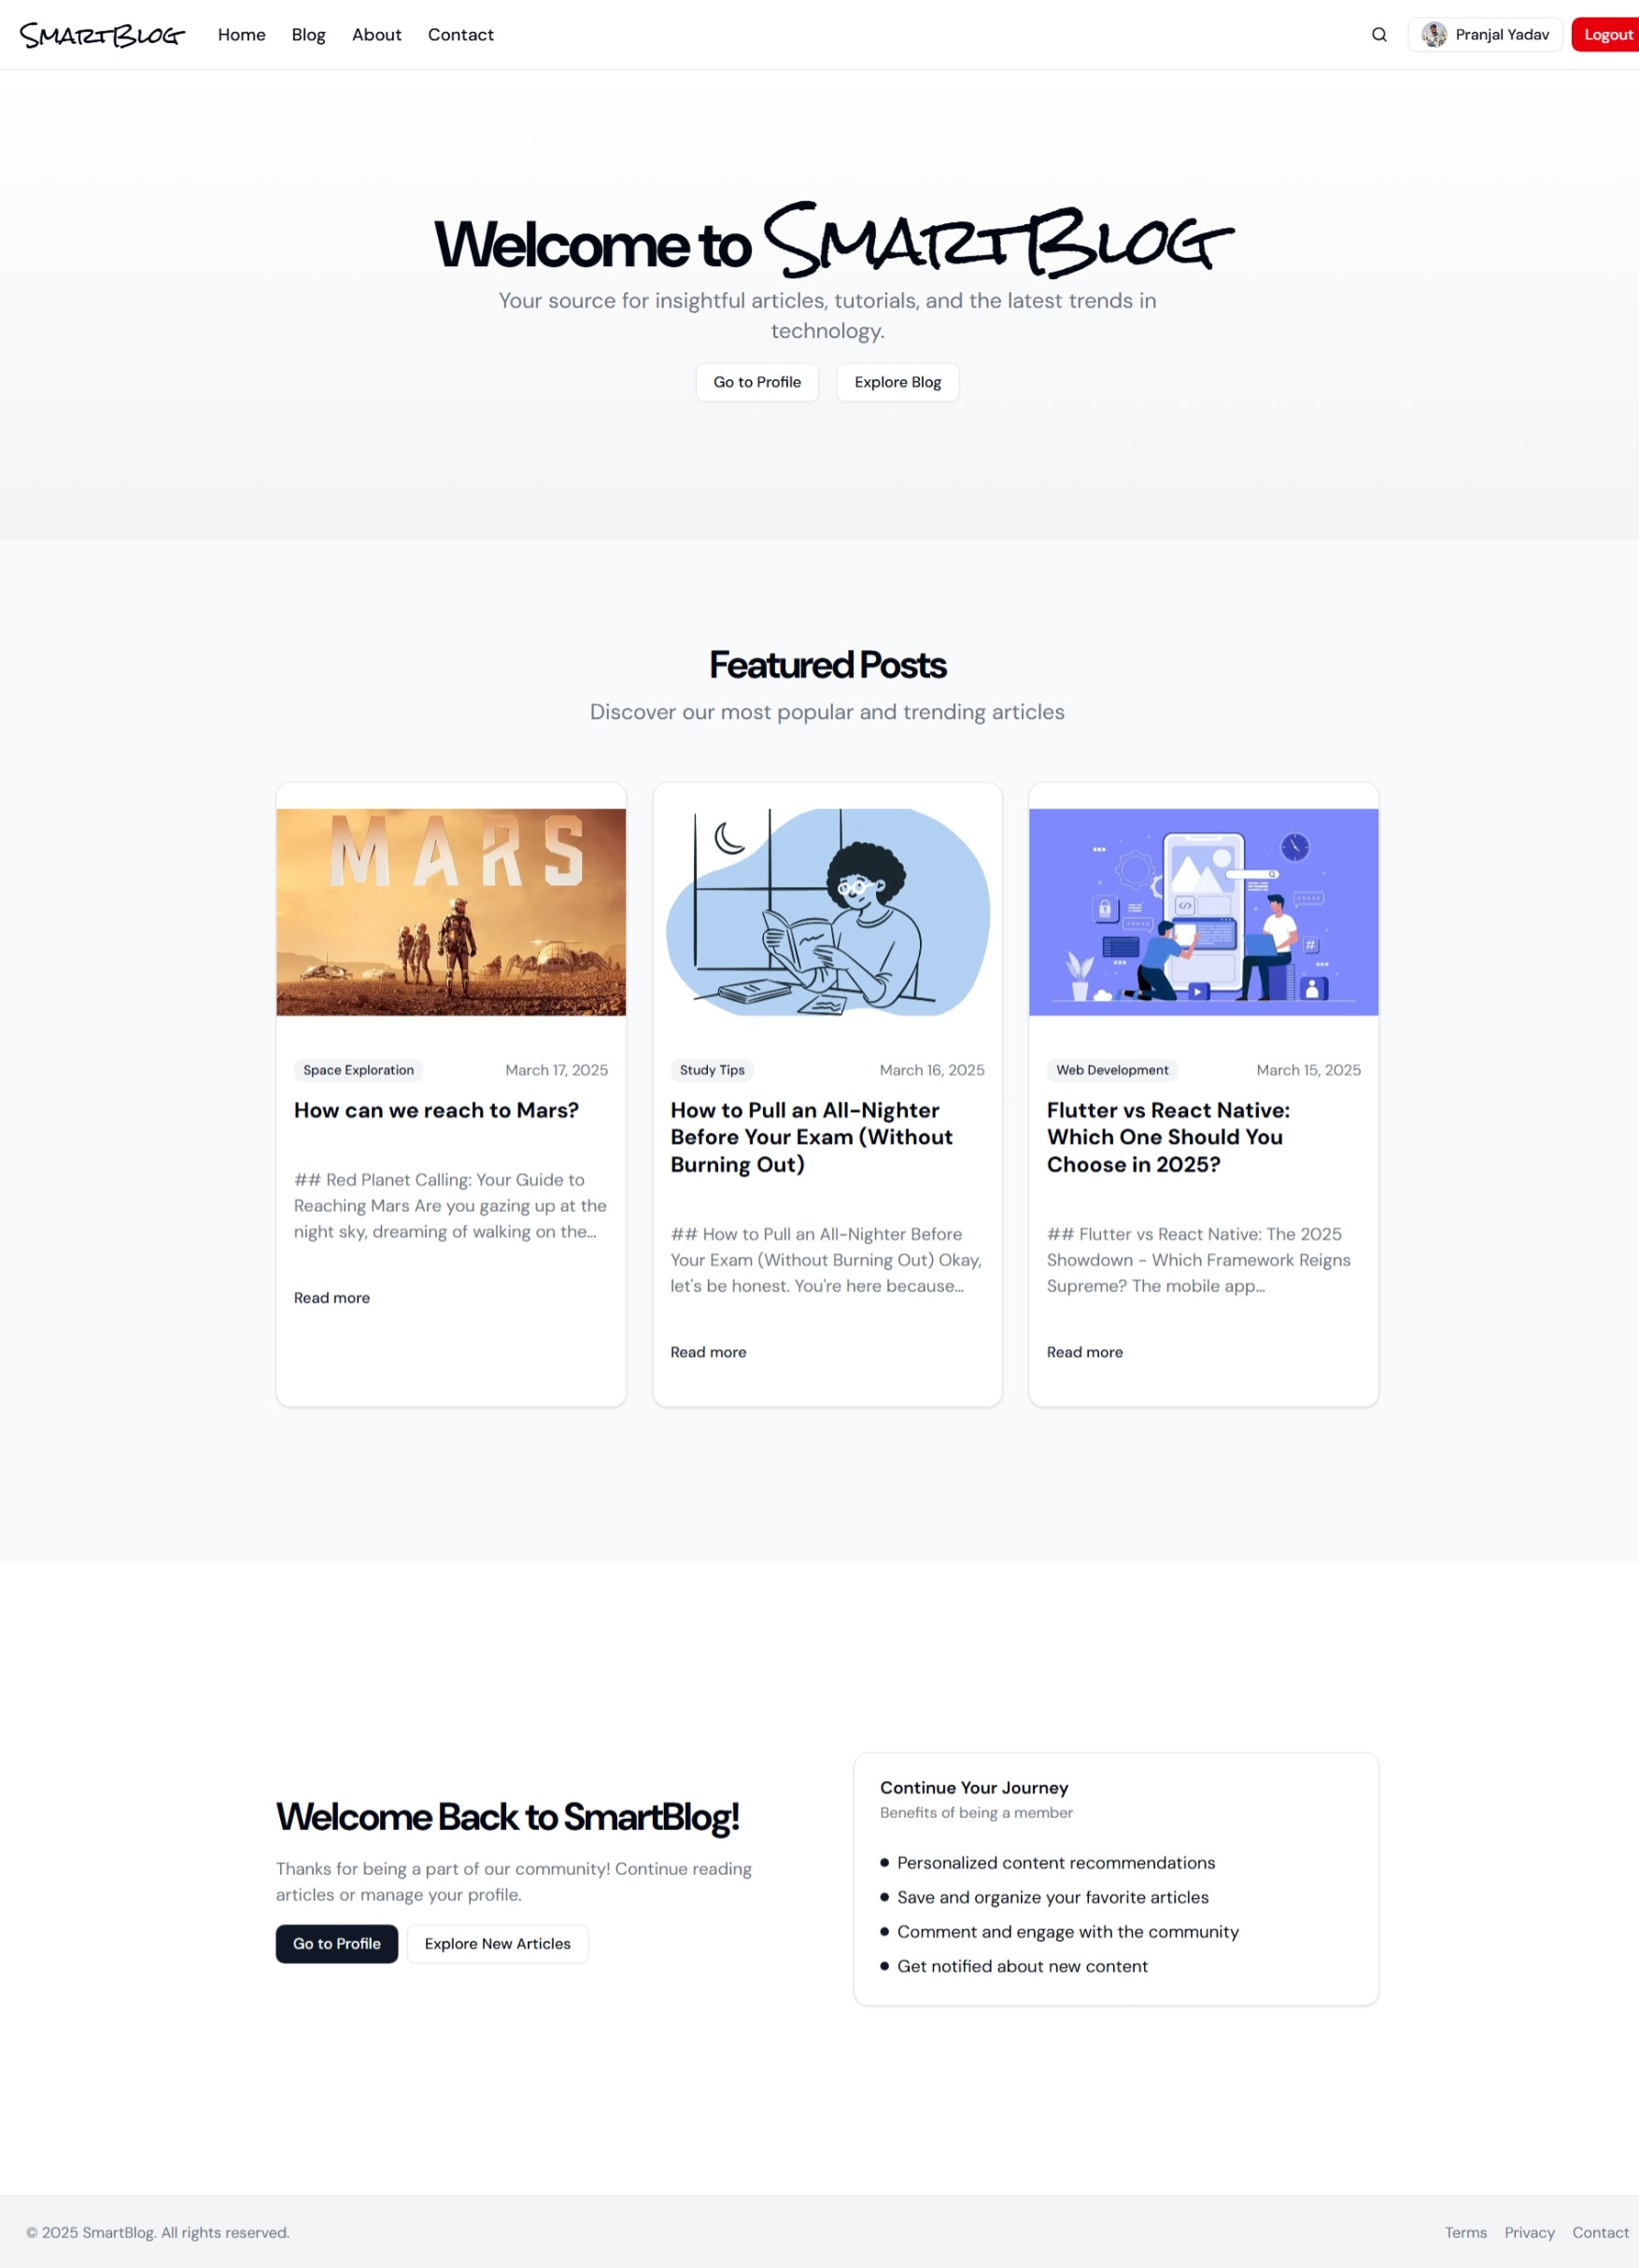 SMARTBLOG Home Blog About Contact Pranjal Yadav Logout
Welcome to SMARTBLOG
Your source for insightful articles, tutorials, and the latest trends in
technology.
Go to Profile Explore Blog
Featured Posts
Discover our most popular and trending articles
MARS
Space Exploration March 17, 2025
How can we reach to Mars?
## Red Planet Calling: Your Guide to
Reaching Mars Are you gazing up at the
night sky, dreaming of walking on the...
Read more
Study Tips March 16, 2025
How to Pull an All-Nighter
Before Your Exam (Without
Burning Out)
## How to Pull an All-Nighter Before
Your Exam (Without Burning Out) Okay,
let's be honest. You're here because...
Read more
</>
#
Web Development March 15, 2025
Flutter vs React Native:
Which One Should You
Choose in 2025?
## Flutter vs React Native: The 2025
Showdown - Which Framework Reigns
Supreme? The mobile app...
Read more
Welcome Back to SmartBlog!
Thanks for being a part of our community! Continue reading
articles or manage your profile.
Go to Profile Explore New Articles
Continue Your Journey
Benefits of being a member
Personalized content recommendations
Save and organize your favorite articles
Comment and engage with the community
Get notified about new content
© 2025 SmartBlog. All rights reserved. Terms Privacy Contact